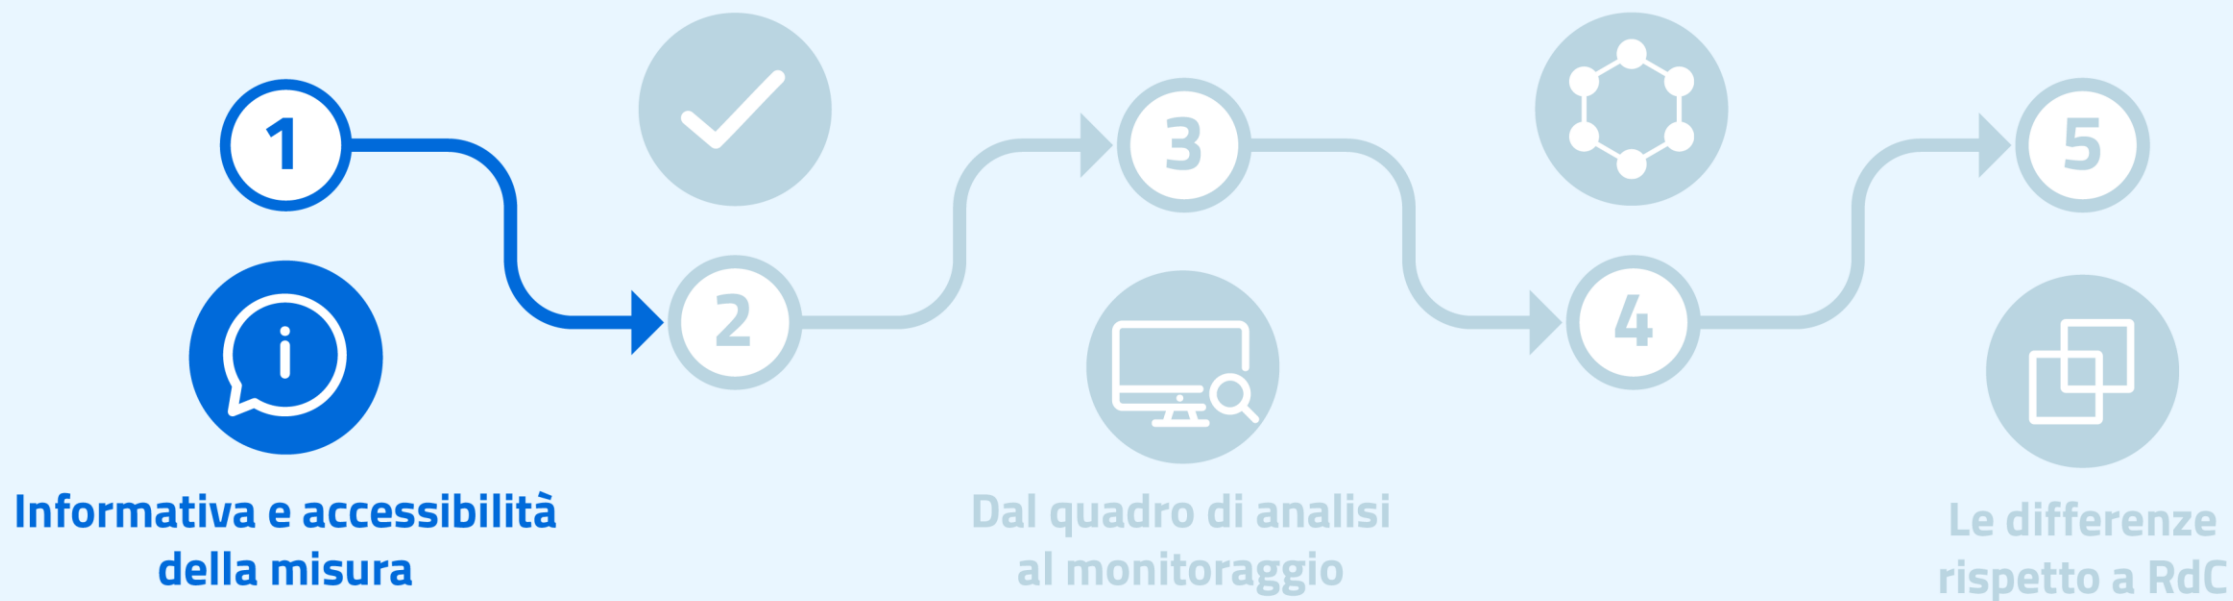 1
2
3
4
5
Informativa e accessibilità
della misura
Dal quadro di analisi
al monitoraggio
Le differenze
rispetto a RdC